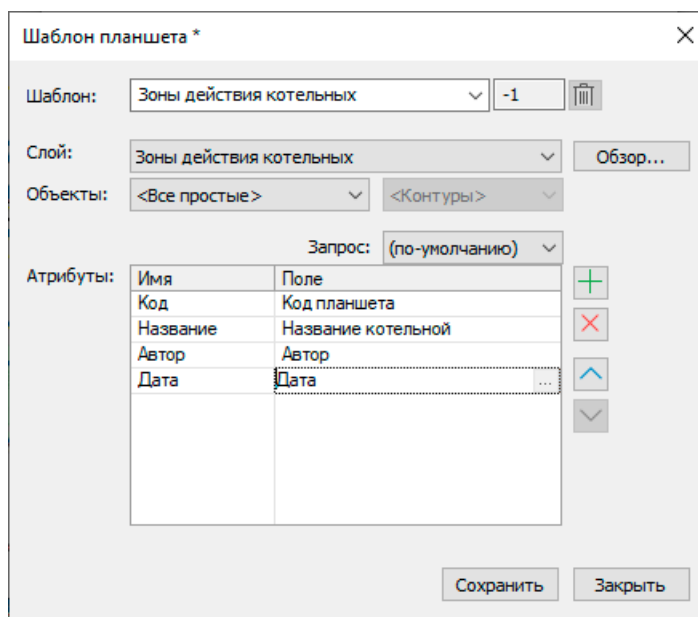 Шаблон планшета *
Шаблон: Зоны действия котельных -1
Слой: Зоны действия котельных Обзор...
Объекты: <Все простые> <Контуры>
Запрос: (по-умолчанию)
Атрибуты: Имя Поле
Код Код планшета
Название Название котельной
Автор Автор
Дата Дата ...
Сохранить Закрыть